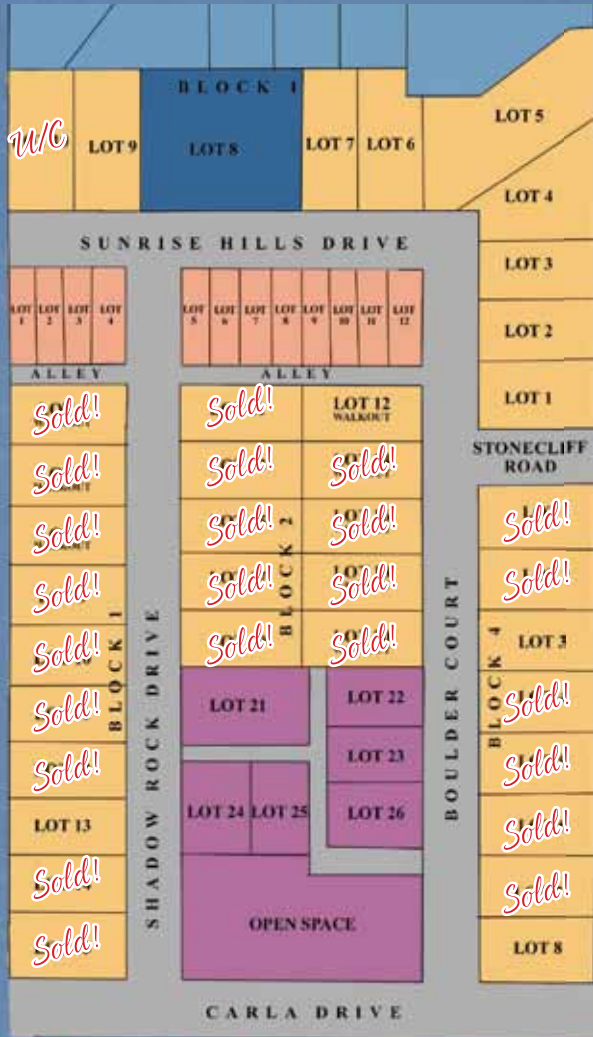 BLOCK 1
U/C
LOT 9
LOT 8
LOT 7
LOT 6
LOT 5
LOT 4
SUNRISE HILLS DRIVE
LOT 3
LOT 2
LOT 1
LOT 1
LOT 2
LOT 3
LOT 4
LOT 5
LOT 6
LOT 7
LOT 8
LOT 9
LOT 10
LOT 11
LOT 12
ALLEY
ALLEY
Sold!
Sold!
Sold!
Sold!
Sold!
Sold!
Sold!
LOT 13
Sold!
Sold!
BLOCK 1
SHADOW ROCK DRIVE
Sold!
LOT 12
WALKOUT
Sold!
Sold!
Sold!
Sold!
Sold!
Sold!
Sold!
Sold!
BLOCK 2
LOT 21
LOT 22
LOT 23
LOT 24
LOT 25
LOT 26
OPEN SPACE
BOULDER COURT
STONECLIFF
ROAD
Sold!
Sold!
LOT 3
BLOCK 4
Sold!
Sold!
Sold!
Sold!
LOT 8
CARLA DRIVE